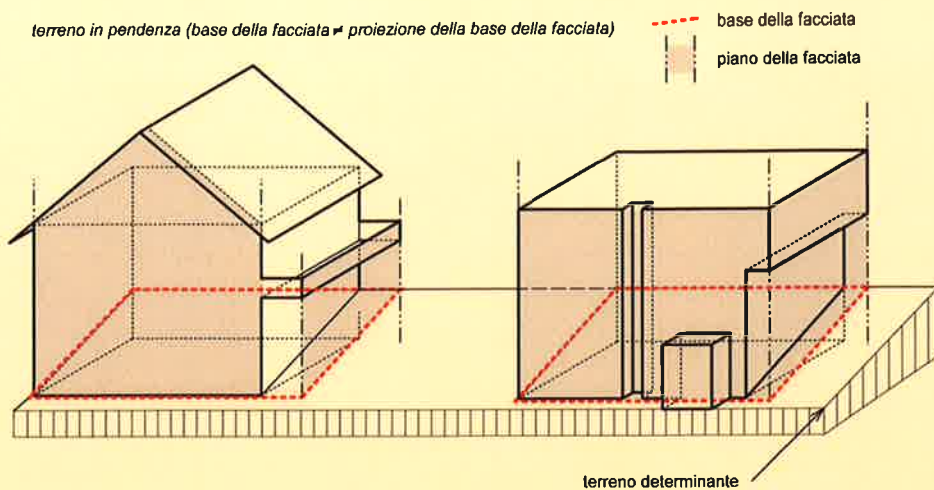 terreno in pendenza (base della facciata ≠ proiezione della base della facciata)
base della facciata
piano della facciata
terreno determinante